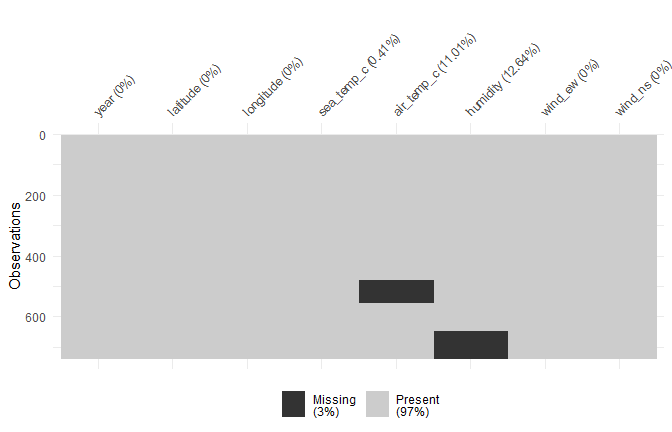 year (0%)
latitude (0%)
longitude (0%)
sea_temp_c (0.41%)
air_temp_c (11.01%)
humidity (12.64%)
wind_ew (0%)
wind_ns (0%)
0
200
400
600
Observations
Missing
(3%)
Present
(97%)